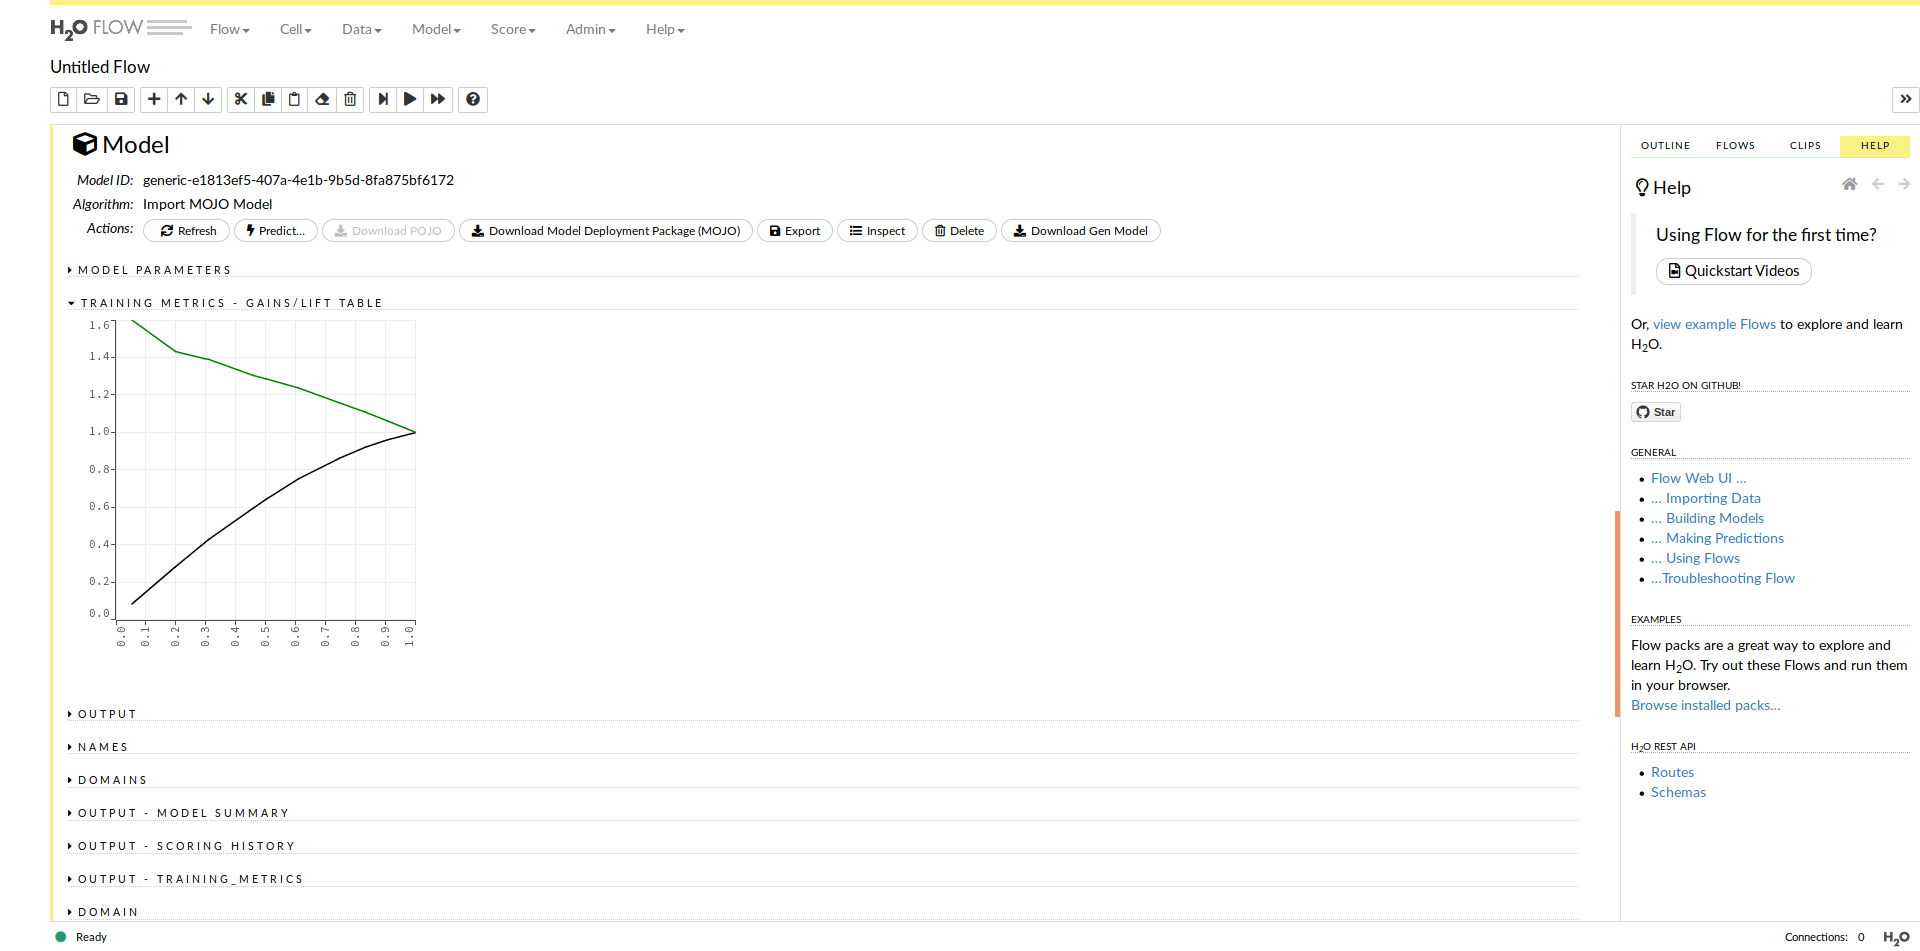 H2O FLOW Flow Cell Data Model Score Admin Help
Untitled Flow
Model
Model ID: generic-e1813ef5-407a-4e1b-9b5d-8fa875bf6172
Algorithm: Import MOJO Model
Actions: Refresh Predict... Download POJO Download Model Deployment Package (MOJO) Export Inspect Delete Download Gen Model
MODEL PARAMETERS
TRAINING METRICS - GAINS/LIFT TABLE
1.6
1.4
1.2
1.0
0.8
0.6
0.4
0.2
0.0
0.0 0.1 0.2 0.3 0.4 0.5 0.6 0.7 0.8 0.9 1.0
OUTPUT
NAMES
DOMAINS
OUTPUT - MODEL SUMMARY
OUTPUT - SCORING HISTORY
OUTPUT - TRAINING_METRICS
DOMAIN
OUTLINE FLOWS CLIPS HELP
Help
Using Flow for the first time?
Quickstart Videos
Or, view example Flows to explore and learn
H2O.
STAR H2O ON GITHUB!
Star
GENERAL
• Flow Web UI ...
• ... Importing Data
• ... Building Models
• ... Making Predictions
• ... Using Flows
• ...Troubleshooting Flow
EXAMPLES
Flow packs are a great way to explore and
learn H2O. Try out these Flows and run them
in your browser.
Browse installed packs...
H2O REST API
• Routes
• Schemas
Ready
Connections: 0 H2O